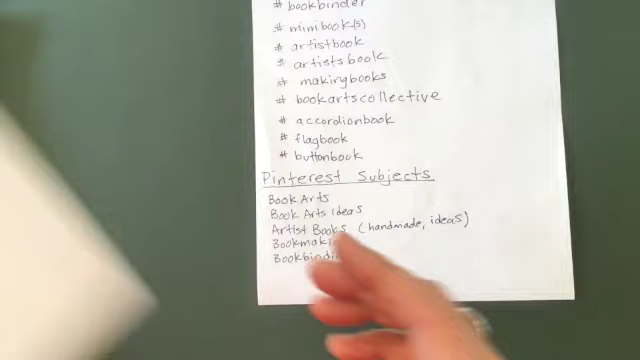 # bookbinder
# minibook(s)
# artistbook
# artistsbook
# makingbooks
# bookartscollective
# accordionbook
# flagbook
# buttonbook
Pinterest Subjects
Book Arts
Book Arts Ideas
Artist Books (handmade, ideas)